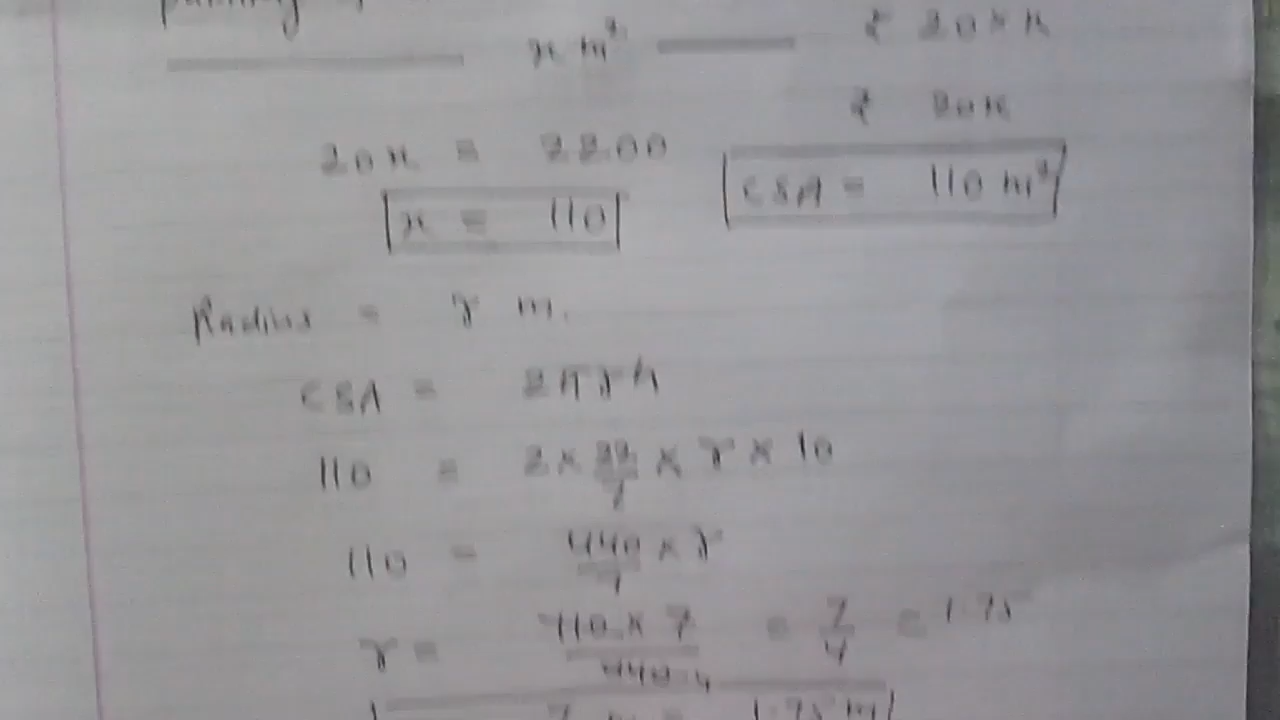 x m² ₹ 20 × x
₹ 20x
20x = 2200
x = 110 CSA = 110 m²
Radius = r m.
CSA = 2πrh
110 = 2 × 22/7 × r × 10
110 = 440/7 × r
r = 110 × 7 / 440 4 = 7/4 = 1.75
1.75 m